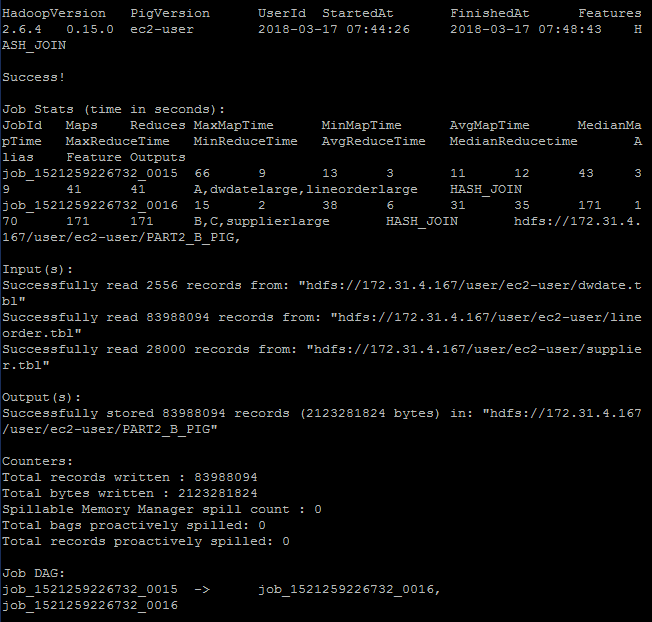 HadoopVersion PigVersion UserId StartedAt FinishedAt Features
2.6.4 0.15.0 ec2-user 2018-03-17 07:44:26 2018-03-17 07:48:43 H
ASH_JOIN
Success!
Job Stats (time in seconds):
JobId Maps Reduces MaxMapTime MinMapTime AvgMapTime MedianMa
pTime MaxReduceTime MinReduceTime AvgReduceTime MedianReducetime A
lias Feature Outputs
job_1521259226732_0015 66 9 13 3 11 12 43 3
9 41 41 A,dwdatelarge,lineorderlarge HASH_JOIN
job_1521259226732_0016 15 2 38 6 31 35 171 1
70 171 171 B,C,supplierlarge HASH_JOIN hdfs://172.31.4.
167/user/ec2-user/PART2_B_PIG,
Input(s):
Successfully read 2556 records from: "hdfs://172.31.4.167/user/ec2-user/dwdate.t
bl"
Successfully read 83988094 records from: "hdfs://172.31.4.167/user/ec2-user/line
order.tbl"
Successfully read 28000 records from: "hdfs://172.31.4.167/user/ec2-user/supplie
r.tbl"
Output(s):
Successfully stored 83988094 records (2123281824 bytes) in: "hdfs://172.31.4.167
/user/ec2-user/PART2_B_PIG"
Counters:
Total records written : 83988094
Total bytes written : 2123281824
Spillable Memory Manager spill count : 0
Total bags proactively spilled: 0
Total records proactively spilled: 0
Job DAG:
job_1521259226732_0015 -> job_1521259226732_0016,
job_1521259226732_0016